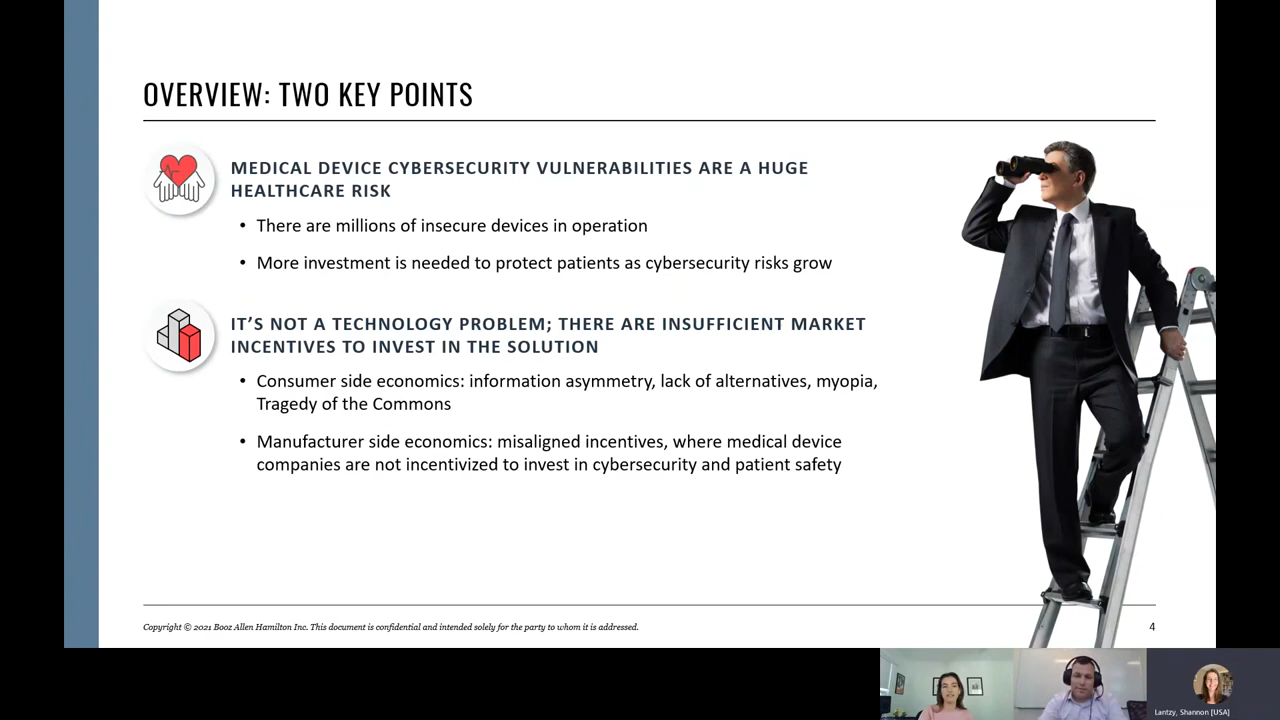 OVERVIEW: TWO KEY POINTS
MEDICAL DEVICE CYBERSECURITY VULNERABILITIES ARE A HUGE
HEALTHCARE RISK
• There are millions of insecure devices in operation
• More investment is needed to protect patients as cybersecurity risks grow
IT’S NOT A TECHNOLOGY PROBLEM; THERE ARE INSUFFICIENT MARKET
INCENTIVES TO INVEST IN THE SOLUTION
• Consumer side economics: information asymmetry, lack of alternatives, myopia,
Tragedy of the Commons
• Manufacturer side economics: misaligned incentives, where medical device
companies are not incentivized to invest in cybersecurity and patient safety
Copyright © 2021 Booz Allen Hamilton Inc. This document is confidential and intended solely for the party to whom it is addressed.
4
Lantzy, Shannon [USA]